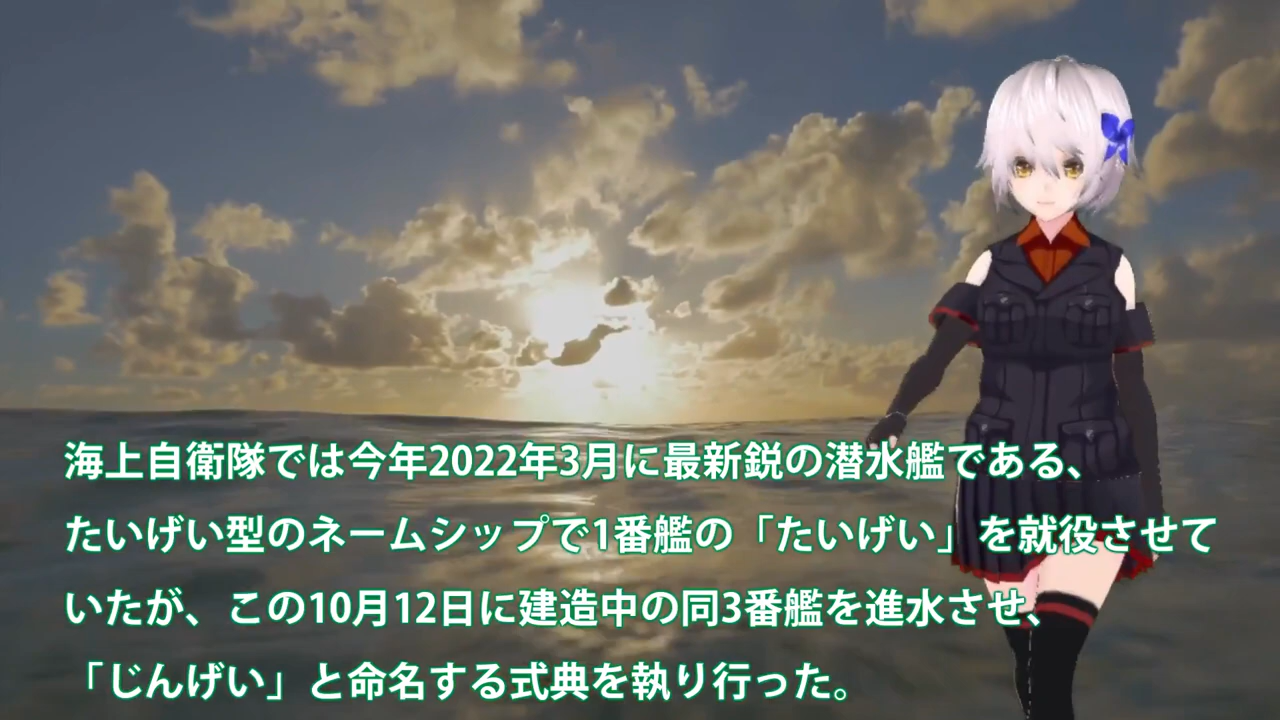 海上自衛隊では今年2022年3月に最新鋭の潜水艦である、
たいげい型のネームシップで1番艦の「たいげい」を就役させて
いたが、この10月12日に建造中の同3番艦を進水させ、
「じんげい」と命名する式典を執り行った。